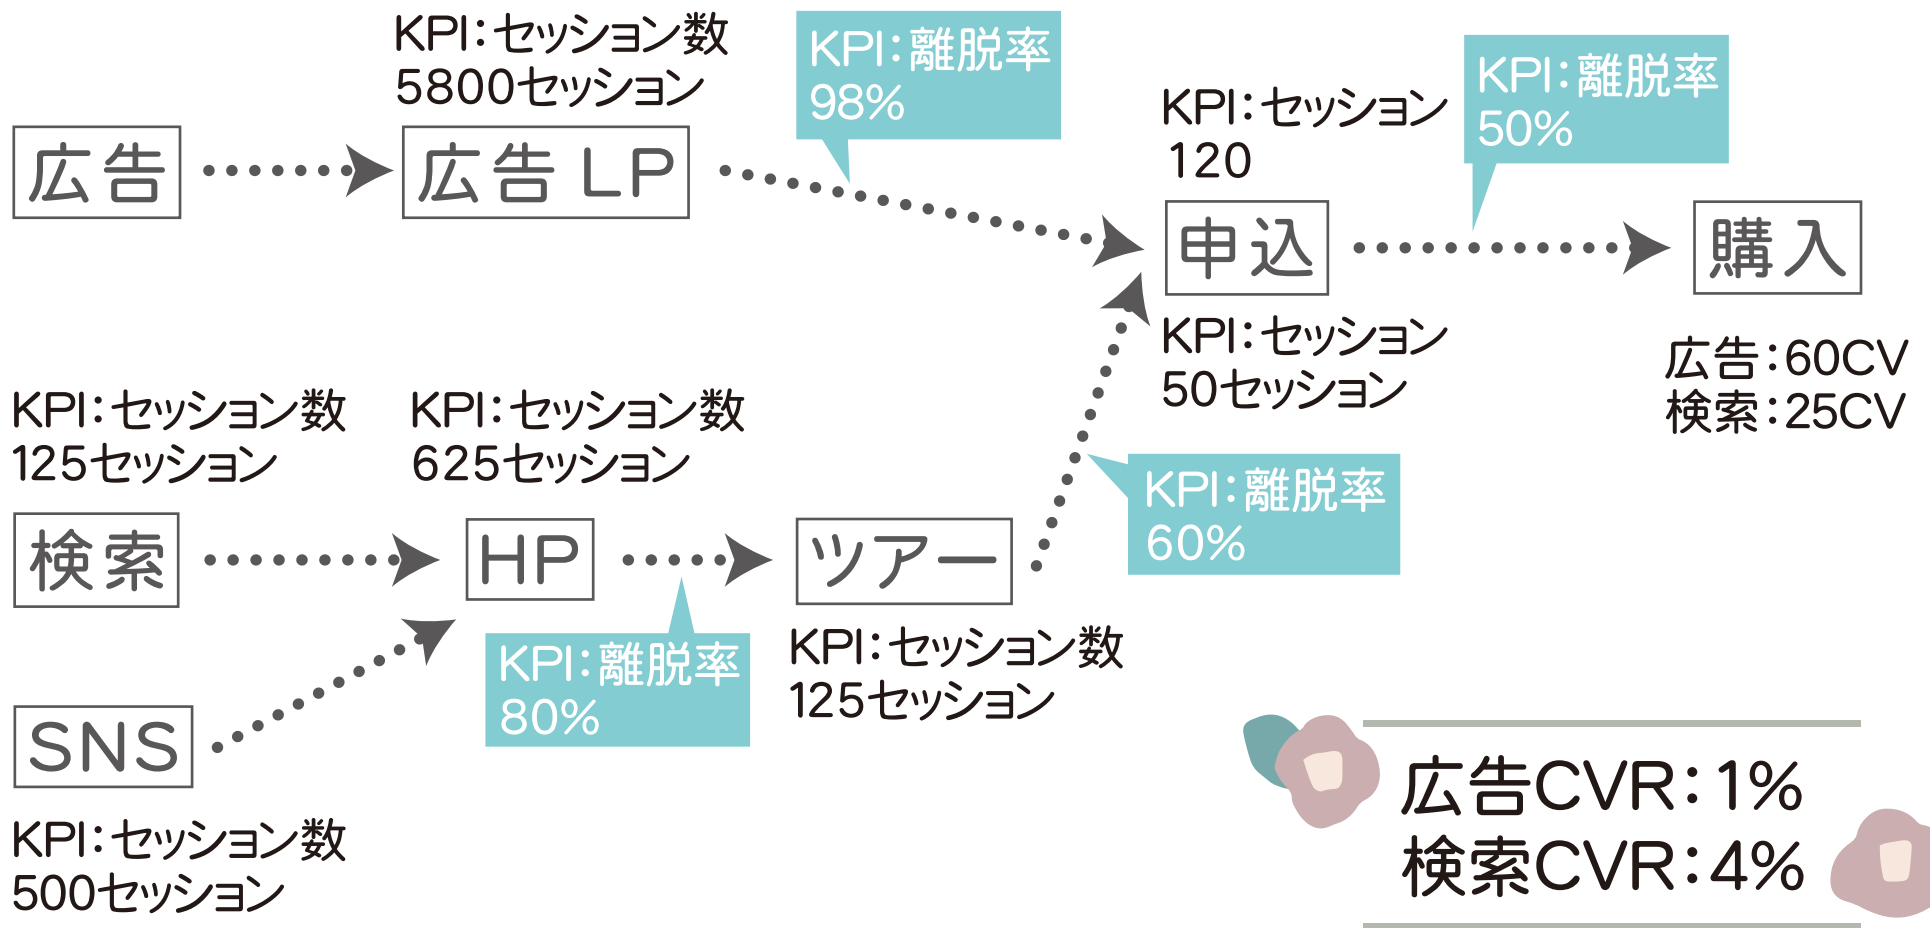 KPI：セッション数
5800セッション
KPI：離脱率
98%
KPI：離脱率
50%
KPI：セッション
120
広告
広告 LP
申込
購入
KPI：セッション
50セッション
広告：60CV
検索：25CV
KPI：セッション数
125セッション
KPI：セッション数
625セッション
KPI：離脱率
60%
検索
HP
ツアー
KPI：離脱率
80%
KPI：セッション数
125セッション
SNS
KPI：セッション数
500セッション
広告CVR：1%
検索CVR：4%